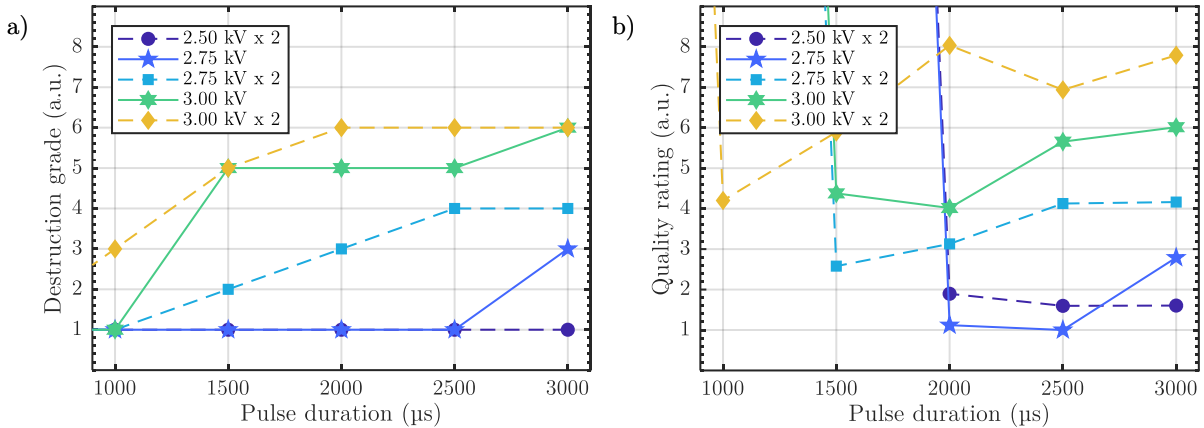 a)
Destruction grade (a.u.)
8
7
6
5
4
3
2
1
2.50 kV x 2
2.75 kV
2.75 kV x 2
3.00 kV
3.00 kV x 2
1000 1500 2000 2500 3000
Pulse duration (µs)
b)
Quality rating (a.u.)
8
7
6
5
4
3
2
1
2.50 kV x 2
2.75 kV
2.75 kV x 2
3.00 kV
3.00 kV x 2
1000 1500 2000 2500 3000
Pulse duration (µs)